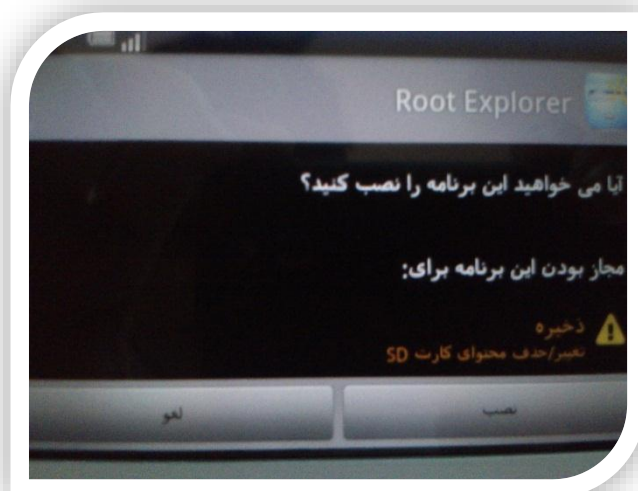 Root Explorer
آیا می خواهید این برنامه را نصب کنید؟
مجاز بودن این برنامه برای:
ذخیره
تغییر/حذف محتوای کارت SD
نصب
لغو